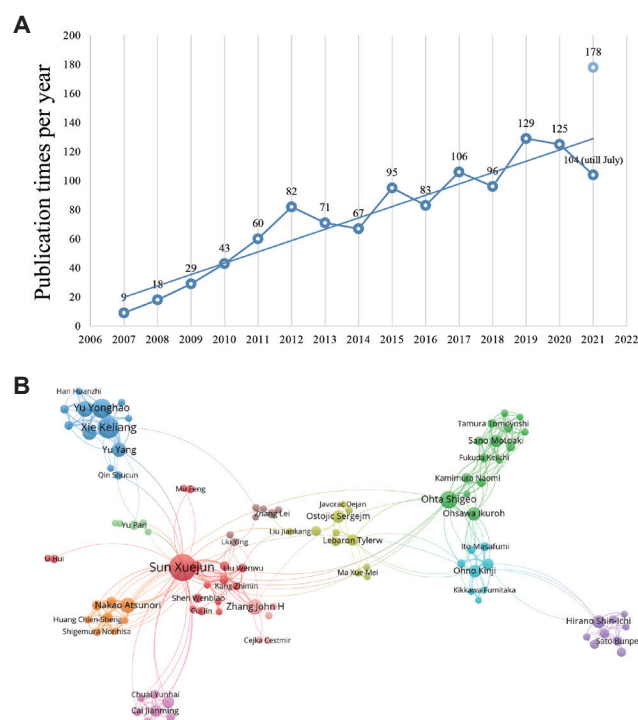 A
Publication times per year
200
180
160
140
120
100
80
60
40
20
0
9
18
29
43
60
82
71
67
95
83
106
96
129
125
104 (utill July)
178
2006 2007 2008 2009 2010 2011 2012 2013 2014 2015 2016 2017 2018 2019 2020 2021 2022
B
Han Huanzhi
Yu Yonghao
Xie Keliang
Yu Yang
Qin Shucun
Mu Feng
Yu Pan
Li Hui
Zhang Lei
Liu Ying
Liu Jiankang
Javorac Dejan
Ostojic Sergejm
Lebaron Tylerw
Ma Xue-Mei
Tamura Tomoyoshi
Sano Motoaki
Fukuda Keiichi
Kamimura Naomi
Ohta Shigeo
Ohsawa Ikuroh
Ito Masafumi
Ohno Kinji
Kikkawa Fumitaka
Hirano Shin-Ichi
Sato Bunpe
Sun Xuejun
Liu Wenwu
Kang Zhimin
Shen Wenbiao
Cui Jin
Zhang John H
Cejka Cestmir
Nakao Atsunori
Huang Chien-Sheng
Shigemura Norihisa
Chuai Yunhai
Cai Jianming